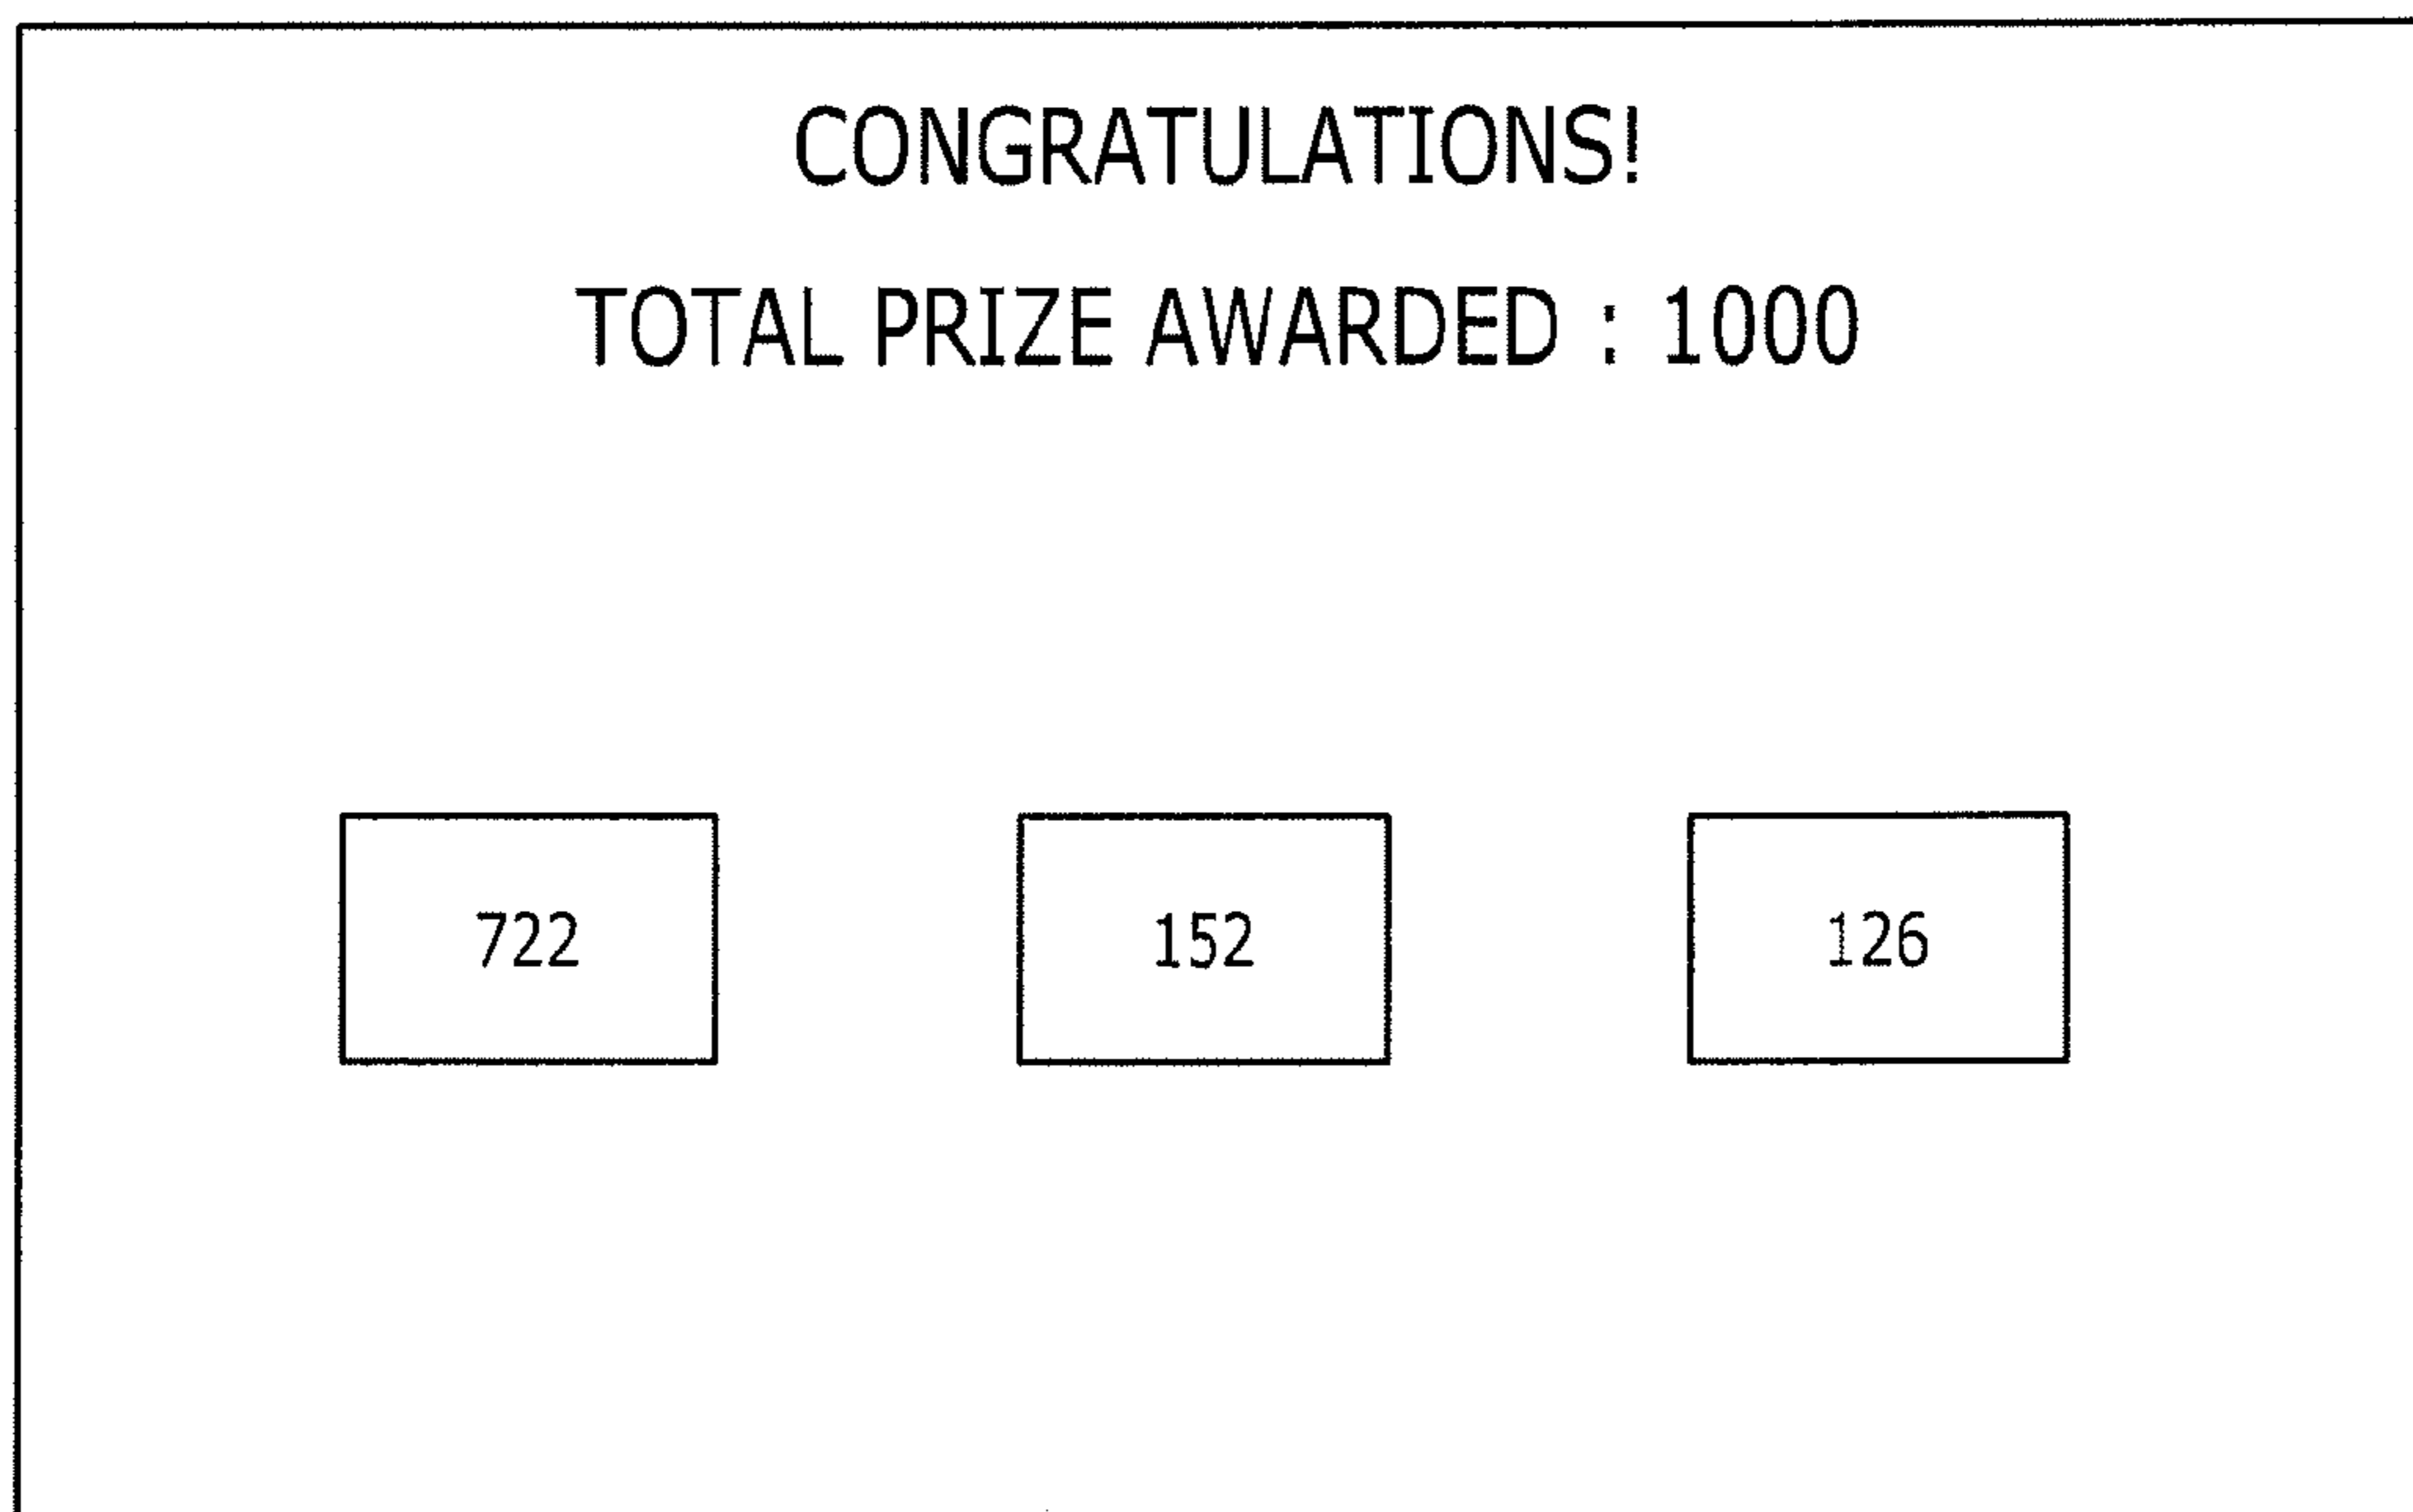 CONGRATULATIONS!
TOTAL PRIZE AWARDED : 1000
722 152 126